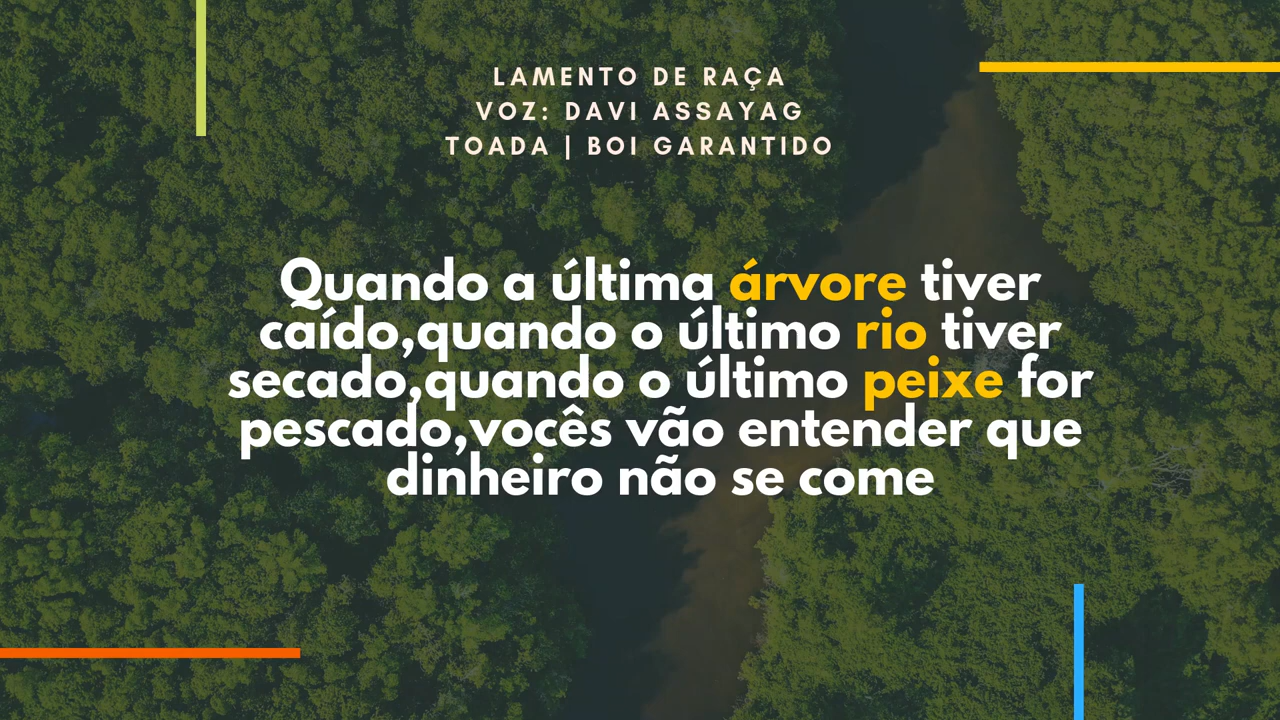 LAMENTO DE RAÇA
VOZ: DAVI ASSAYAG
TOADA | BOI GARANTIDO
Quando a última árvore tiver
caído,quando o último rio tiver
secado,quando o último peixe for
pescado,vocês vão entender que
dinheiro não se come